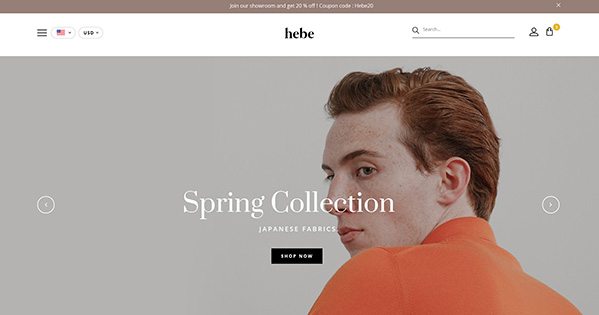 Join our showroom and get 20 % off ! Coupon code : Hebe20
USD
hebe
Search...
Spring Collection
JAPANESE FABRICS
SHOP NOW